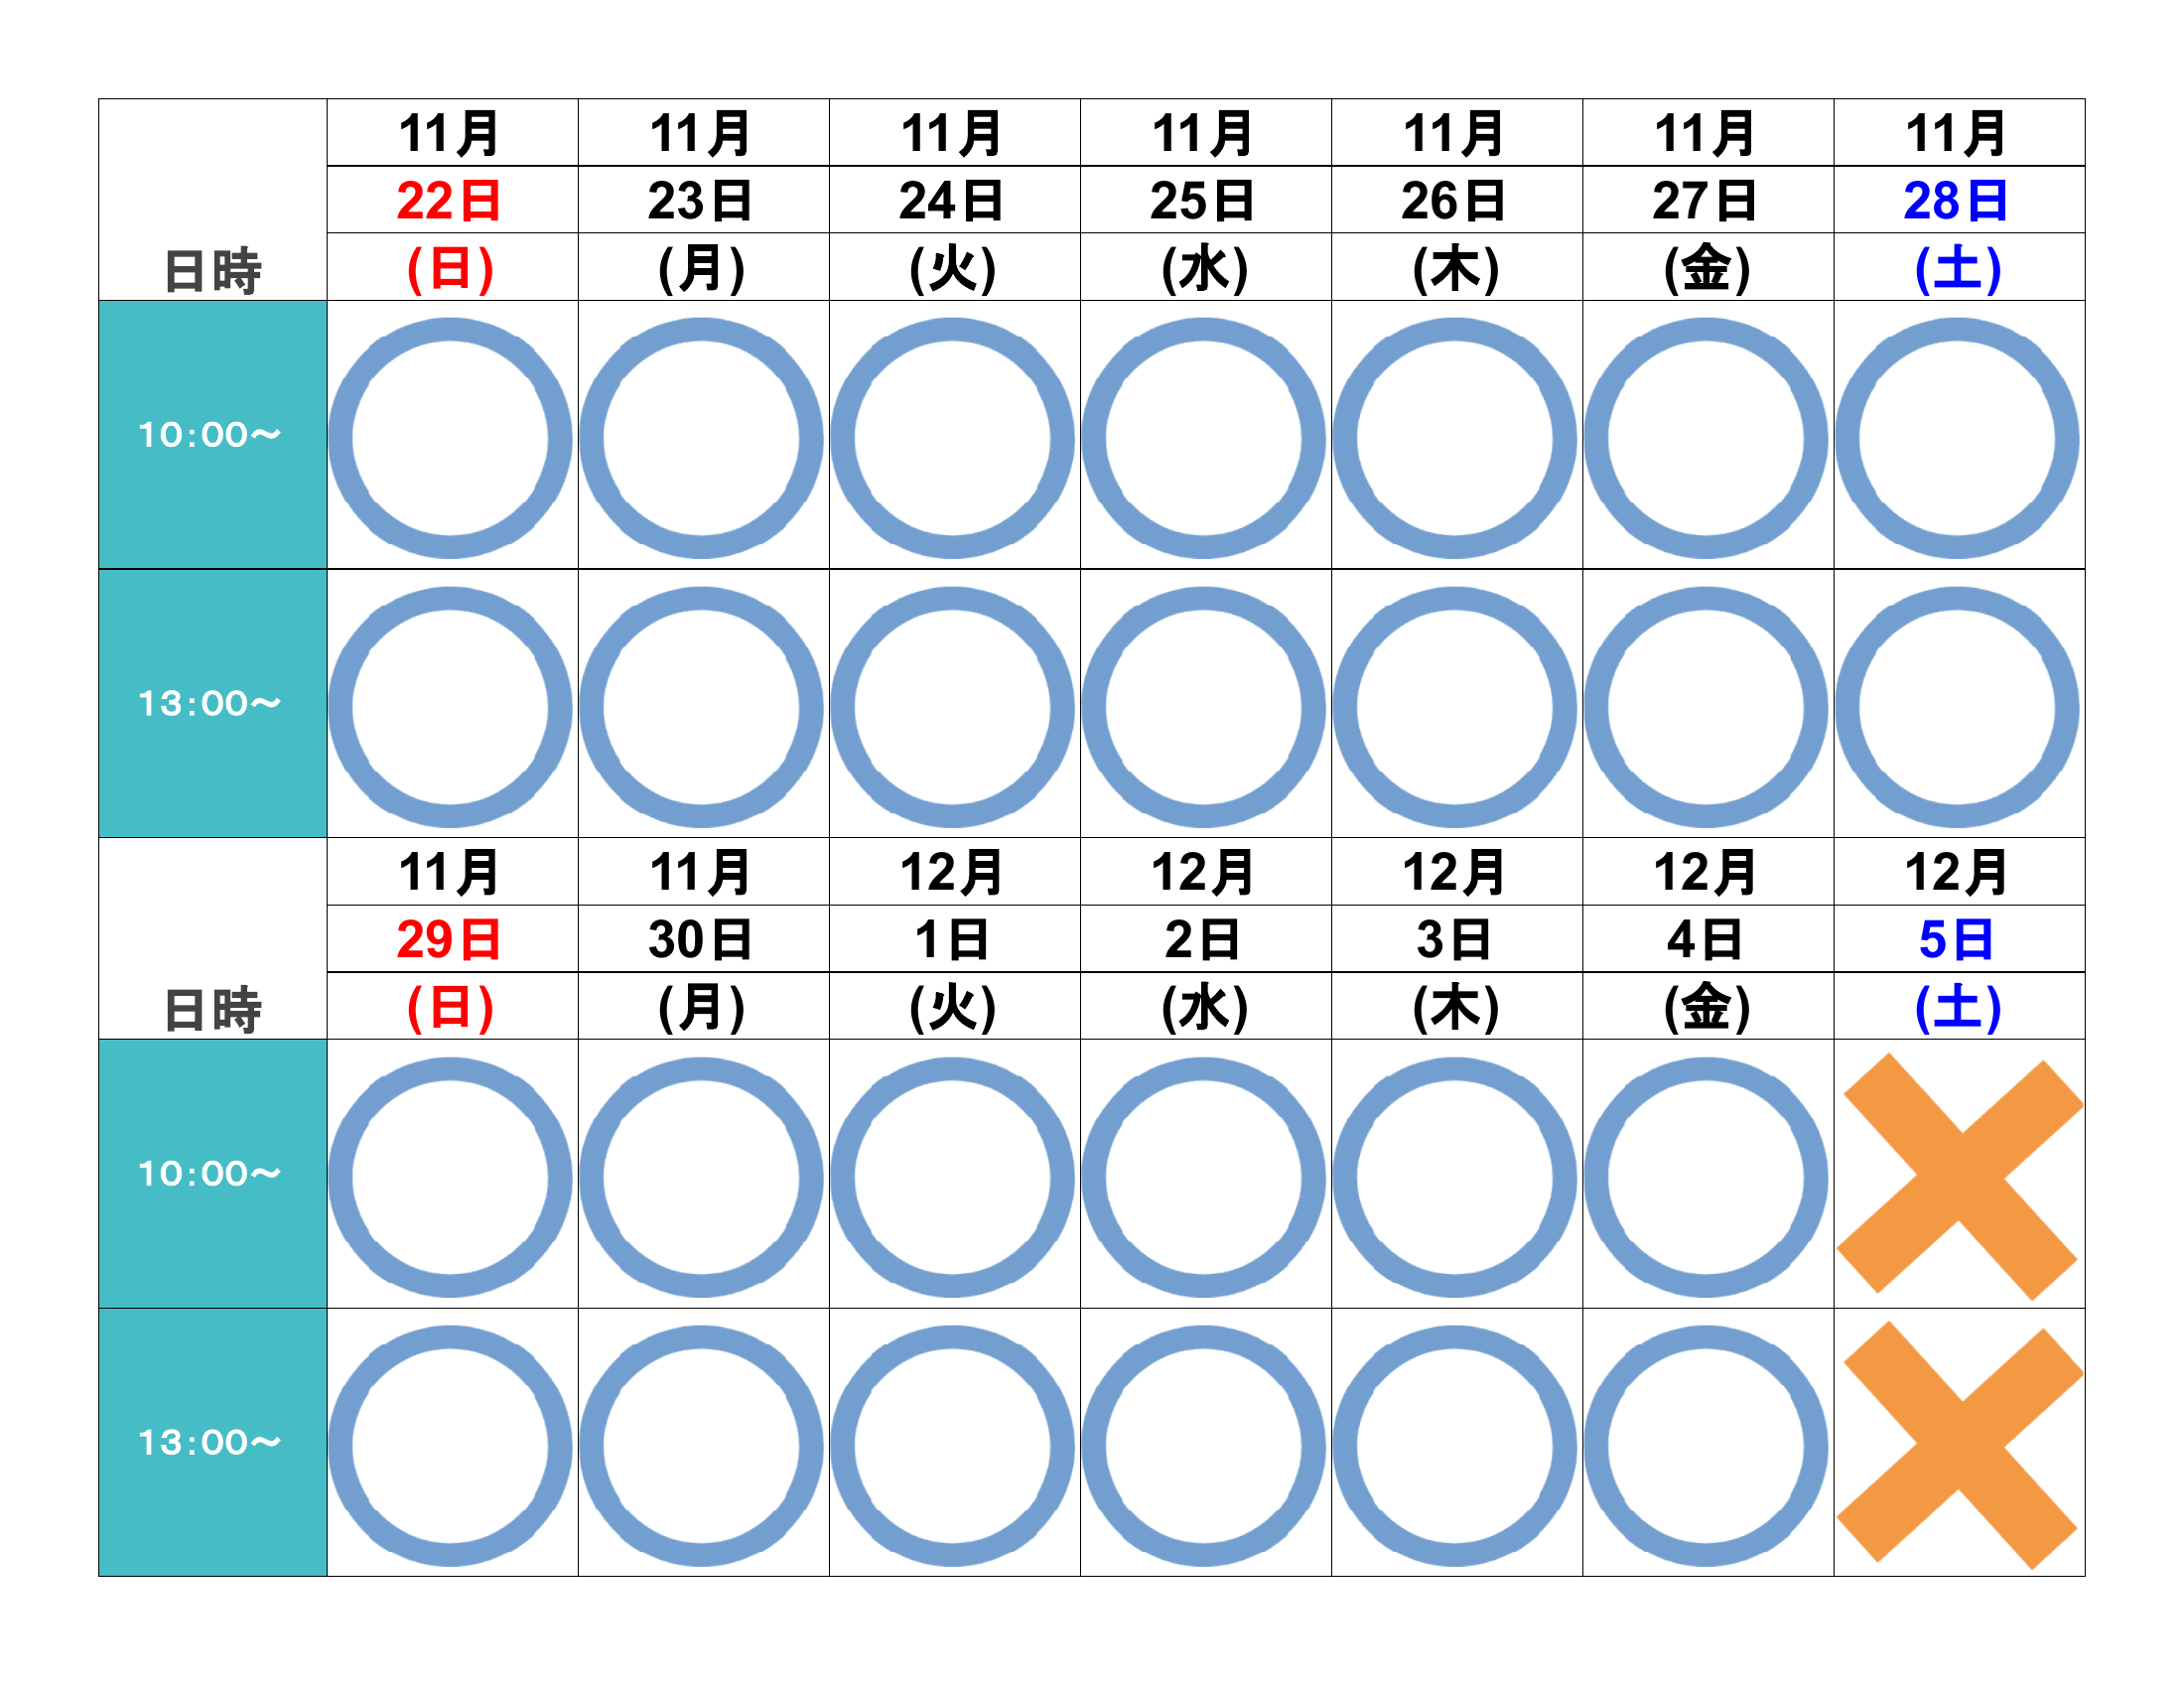 11月 11月 11月 11月 11月 11月 11月
22日 23日 24日 25日 26日 27日 28日
日時 (日) (月) (火) (水) (木) (金) (土)
10:00～
13:00～
11月 11月 12月 12月 12月 12月 12月
29日 30日 1日 2日 3日 4日 5日
日時 (日) (月) (火) (水) (木) (金) (土)
10:00～
13:00～